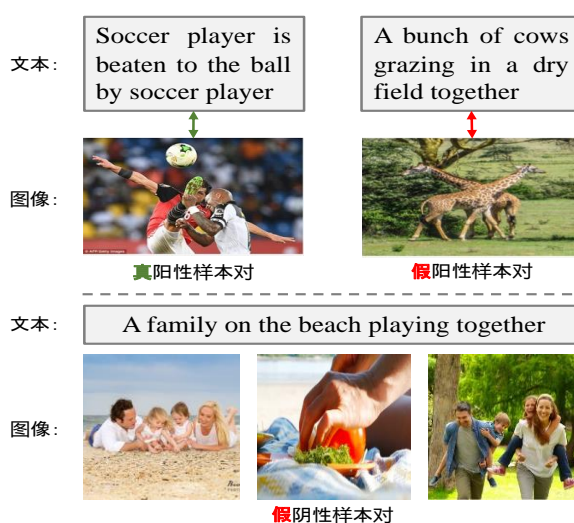 文本:
Soccer player is
beaten to the ball
by soccer player
A bunch of cows
grazing in a dry
field together
图像:
真阳性样本对
假阳性样本对
文本:
A family on the beach playing together
图像:
假阴性样本对